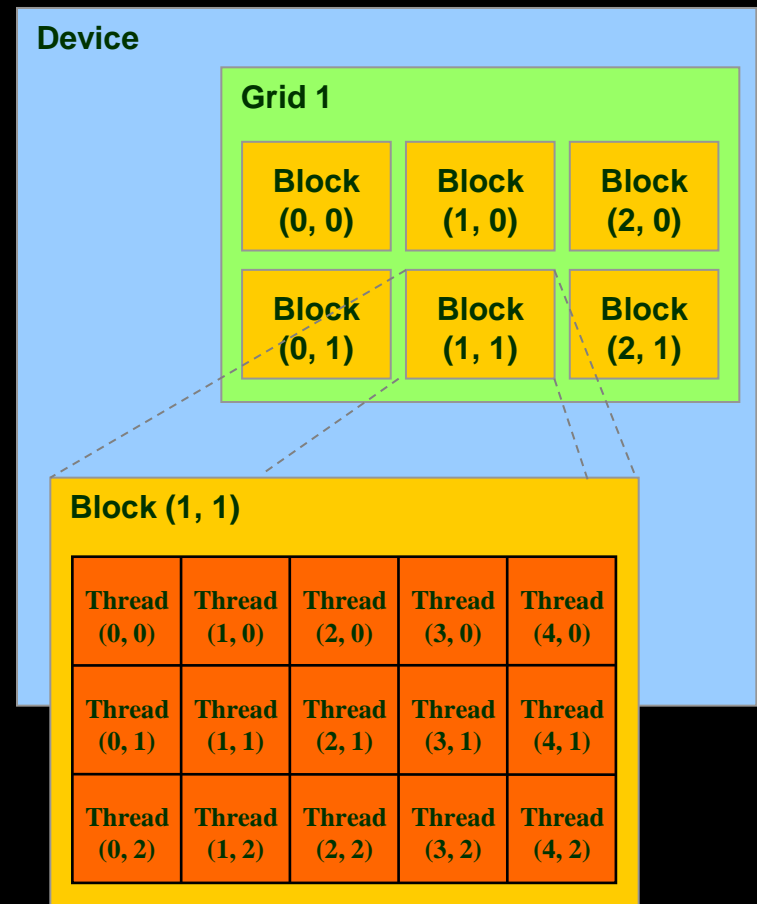 Device
Grid 1
Block
(0, 0)
Block
(1, 0)
Block
(2, 0)
Block
(0, 1)
Block
(1, 1)
Block
(2, 1)
Block (1, 1)
Thread
(0, 0)
Thread
(1, 0)
Thread
(2, 0)
Thread
(3, 0)
Thread
(4, 0)
Thread
(0, 1)
Thread
(1, 1)
Thread
(2, 1)
Thread
(3, 1)
Thread
(4, 1)
Thread
(0, 2)
Thread
(1, 2)
Thread
(2, 2)
Thread
(3, 2)
Thread
(4, 2)